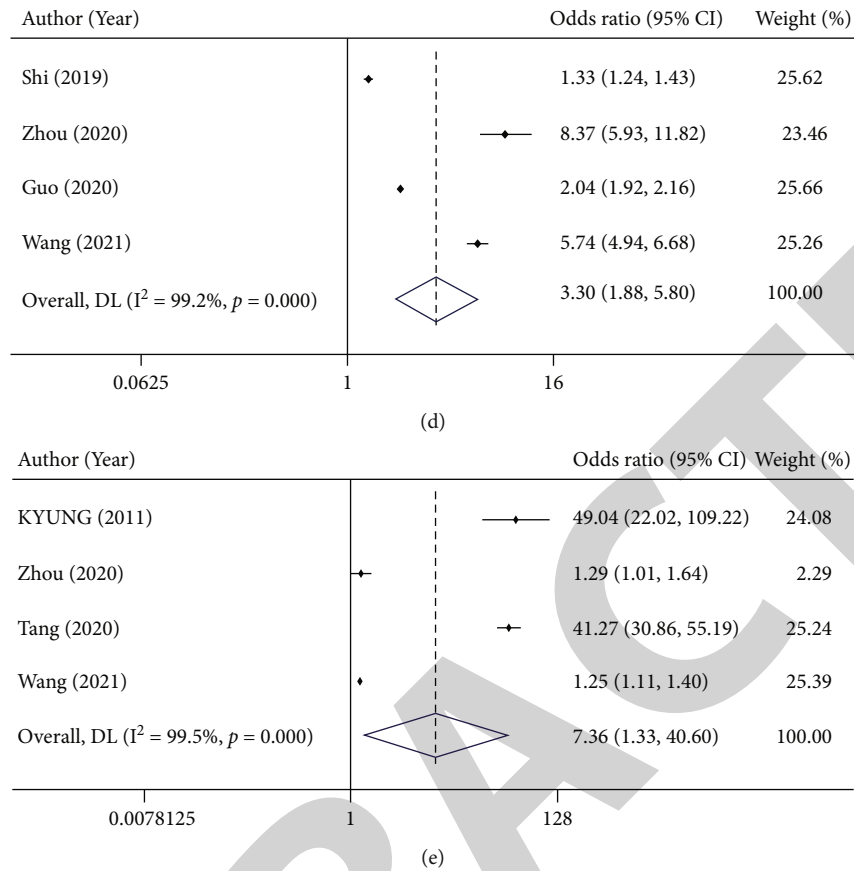 Author (Year) Odds ratio (95% CI) Weight (%)
Shi (2019) 1.33 (1.24, 1.43) 25.62
Zhou (2020) 8.37 (5.93, 11.82) 23.46
Guo (2020) 2.04 (1.92, 2.16) 25.66
Wang (2021) 5.74 (4.94, 6.68) 25.26
Overall, DL (I² = 99.2%, p = 0.000) 3.30 (1.88, 5.80) 100.00
0.0625 1 16
(d)
Author (Year) Odds ratio (95% CI) Weight (%)
KYUNG (2011) 49.04 (22.02, 109.22) 24.08
Zhou (2020) 1.29 (1.01, 1.64) 2.29
Tang (2020) 41.27 (30.86, 55.19) 25.24
Wang (2021) 1.25 (1.11, 1.40) 25.39
Overall, DL (I² = 99.5%, p = 0.000) 7.36 (1.33, 40.60) 100.00
0.0078125 1 128
(e)